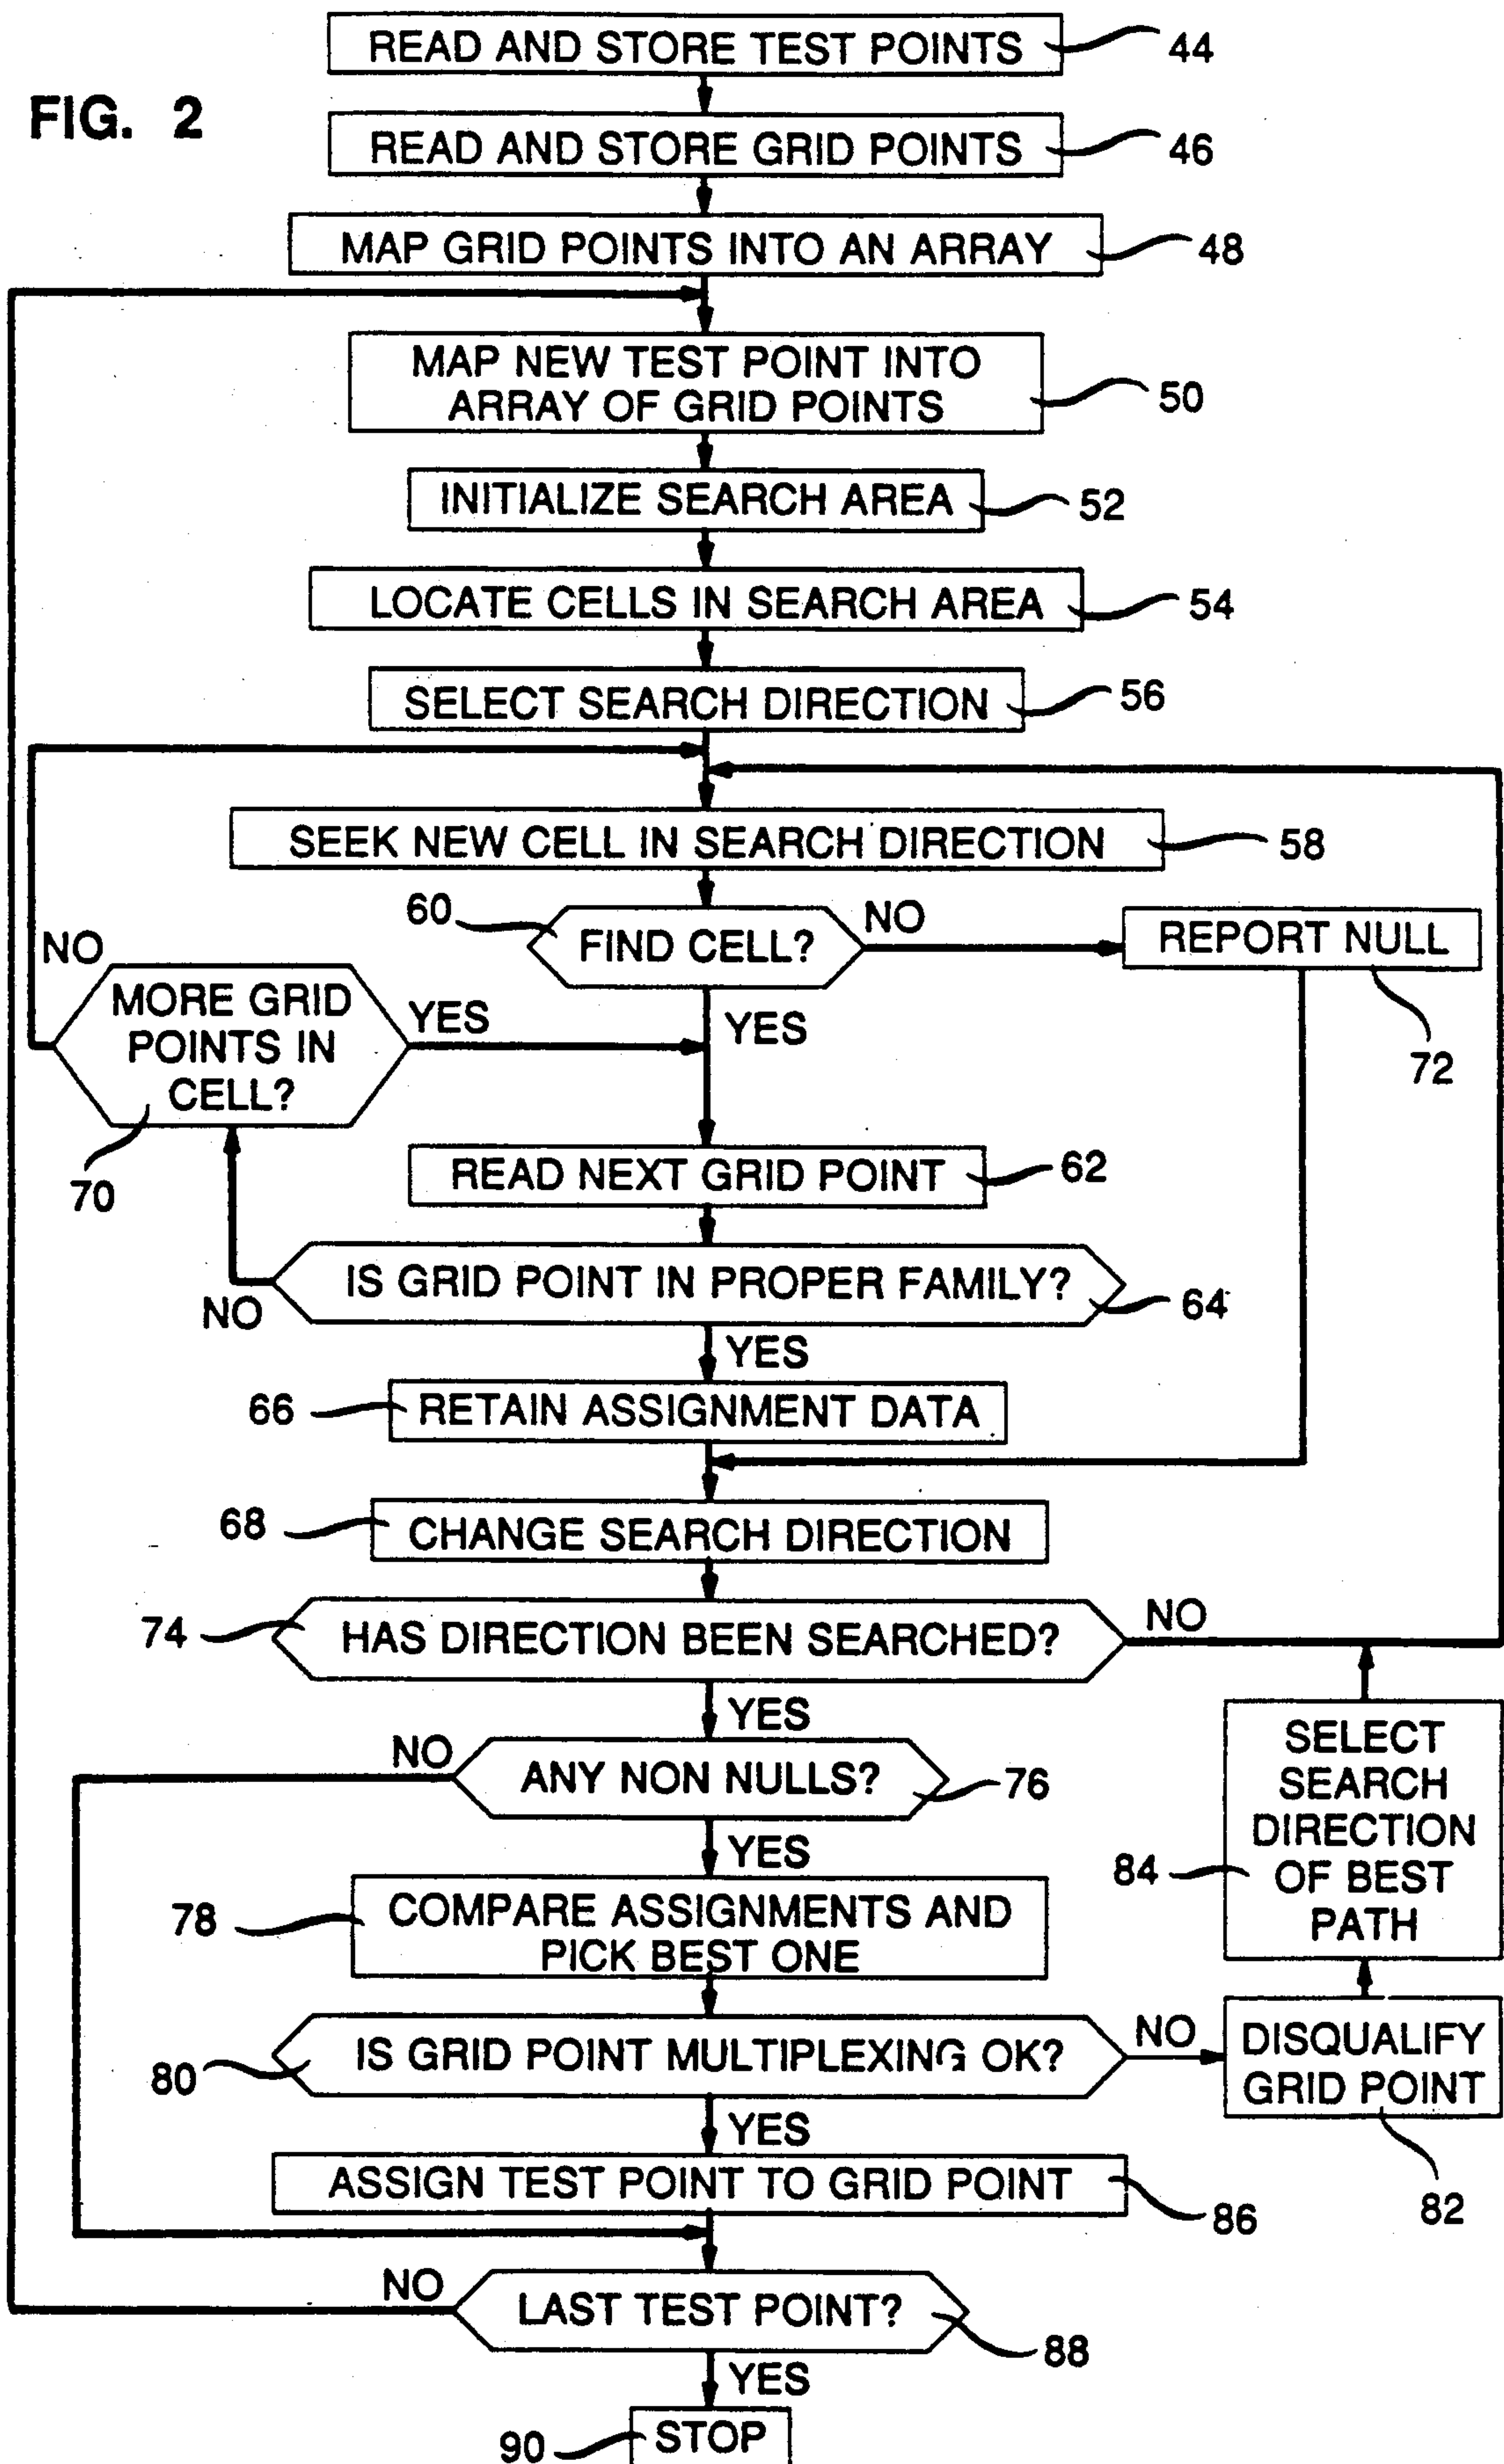 FIG. 2
READ AND STORE TEST POINTS
44
READ AND STORE GRID POINTS
46
MAP GRID POINTS INTO AN ARRAY
48
MAP NEW TEST POINT INTO
ARRAY OF GRID POINTS
50
INITIALIZE SEARCH AREA
52
LOCATE CELLS IN SEARCH AREA
54
SELECT SEARCH DIRECTION
56
SEEK NEW CELL IN SEARCH DIRECTION
58
60
FIND CELL?
NO
YES
REPORT NULL
72
NO
MORE GRID
POINTS IN
CELL?
YES
70
READ NEXT GRID POINT
62
IS GRID POINT IN PROPER FAMILY?
64
NO
YES
66
RETAIN ASSIGNMENT DATA
68
CHANGE SEARCH DIRECTION
74
HAS DIRECTION BEEN SEARCHED?
NO
YES
NO
ANY NON NULLS?
76
YES
78
COMPARE ASSIGNMENTS AND
PICK BEST ONE
84
SELECT
SEARCH
DIRECTION
OF BEST
PATH
80
IS GRID POINT MULTIPLEXING OK?
NO
DISQUALIFY
GRID POINT
82
YES
ASSIGN TEST POINT TO GRID POINT
86
NO
LAST TEST POINT?
88
YES
90
STOP